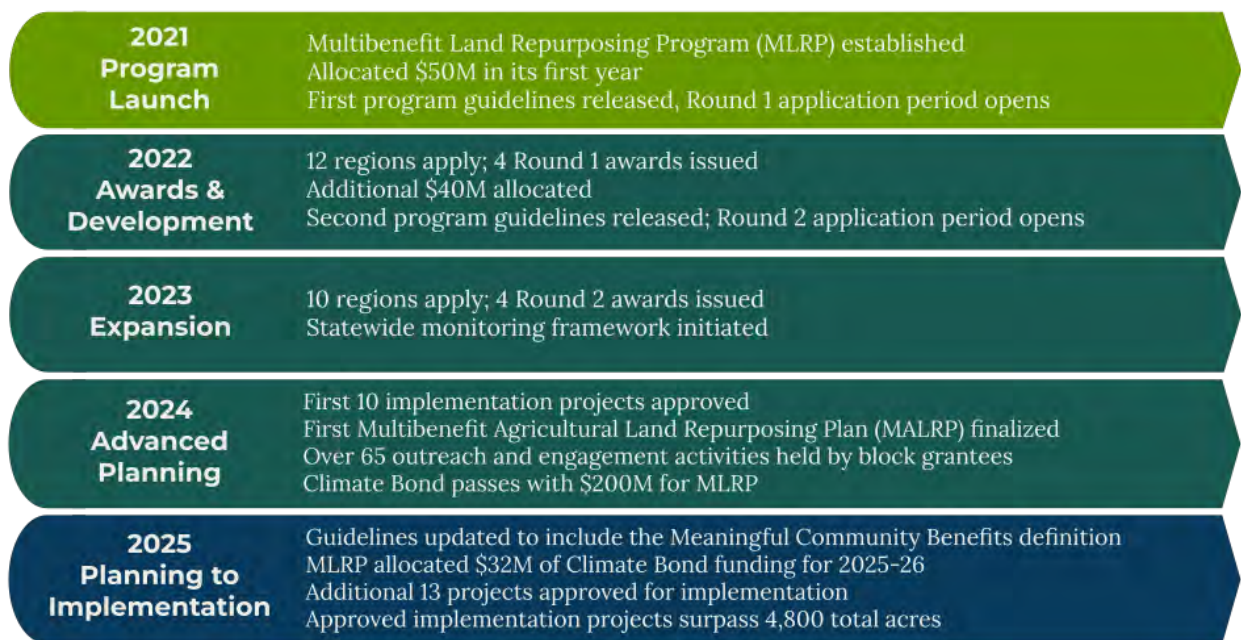 2021
Program
Launch
Multibenefit Land Repurposing Program (MLRP) established
Allocated $50M in its first year
First program guidelines released, Round 1 application period opens
2022
Awards &
Development
12 regions apply; 4 Round 1 awards issued
Additional $40M allocated
Second program guidelines released; Round 2 application period opens
2023
Expansion
10 regions apply; 4 Round 2 awards issued
Statewide monitoring framework initiated
2024
Advanced
Planning
First 10 implementation projects approved
First Multibenefit Agricultural Land Repurposing Plan (MALRP) finalized
Over 65 outreach and engagement activities held by block grantees
Climate Bond passes with $200M for MLRP
2025
Planning to
Implementation
Guidelines updated to include the Meaningful Community Benefits definition
MLRP allocated $32M of Climate Bond funding for 2025-26
Additional 13 projects approved for implementation
Approved implementation projects surpass 4,800 total acres